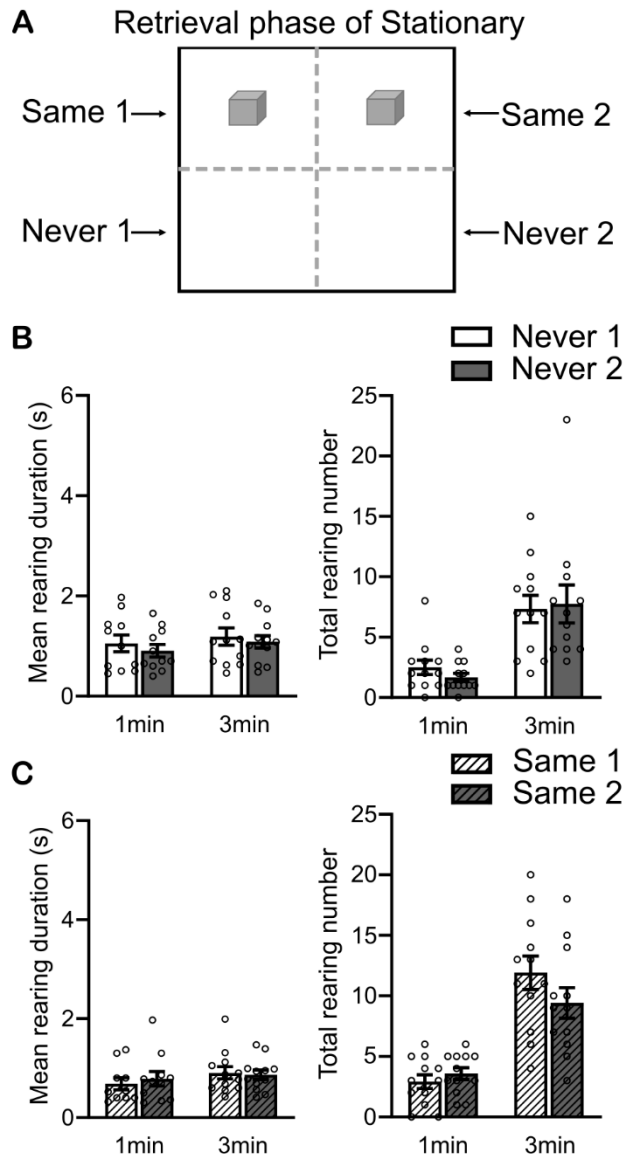 A
Retrieval phase of Stationary
Same 1
Same 2
Never 1
Never 2
B
Never 1
Never 2
Mean rearing duration (s)
6
4
2
0
1min
3min
Total rearing number
25
20
15
10
5
0
1min
3min
C
Same 1
Same 2
Mean rearing duration (s)
6
4
2
0
1min
3min
Total rearing number
25
20
15
10
5
0
1min
3min